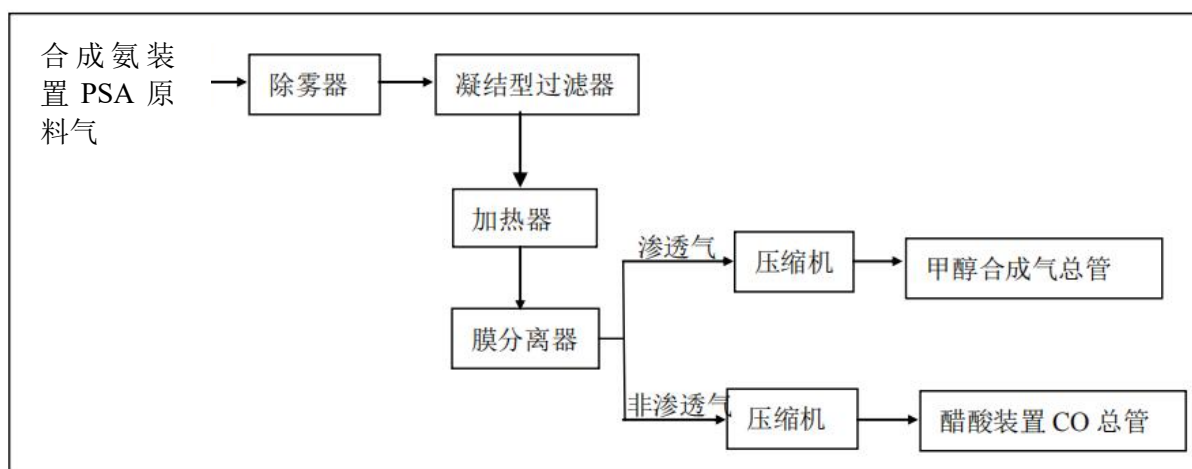 合成氨装
置 PSA 原
料气
除雾器
凝结型过滤器
加热器
渗透气
压缩机
甲醇合成气总管
膜分离器
非渗透气
压缩机
醋酸装置 CO 总管